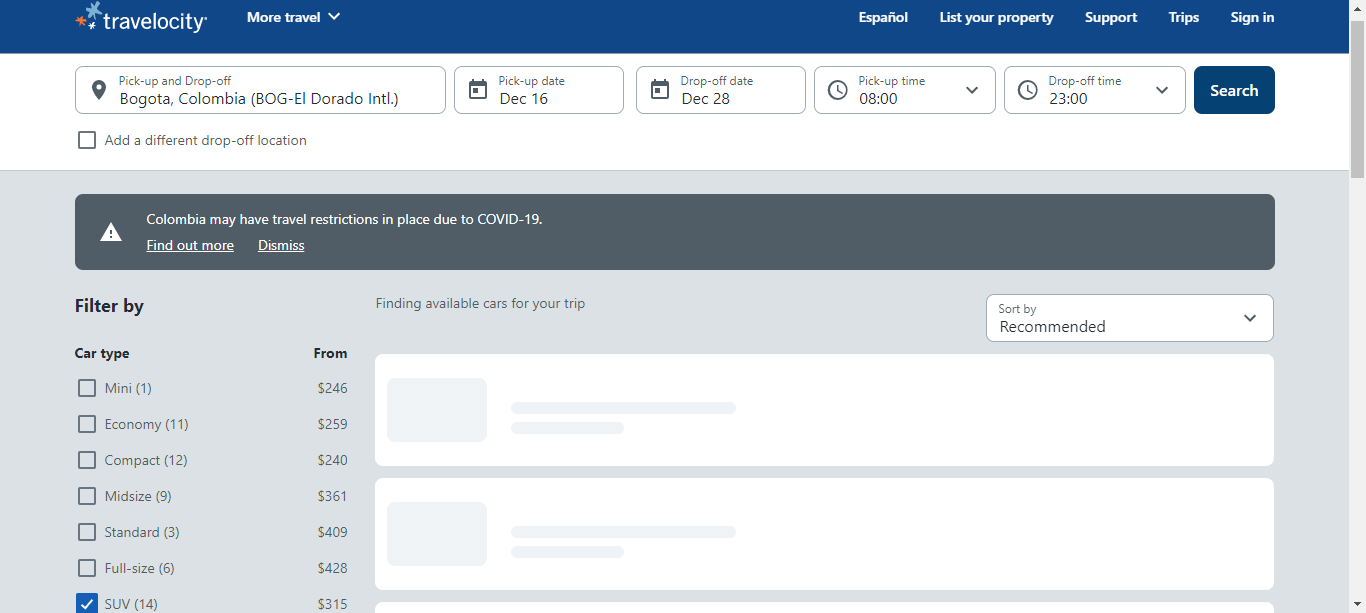 travelocity
More travel
Español
List your property
Support
Trips
Sign in
Pick-up and Drop-off
Bogota, Colombia (BOG-El Dorado Intl.)
Pick-up date
Dec 16
Drop-off date
Dec 28
Pick-up time
08:00
Drop-off time
23:00
Search
Add a different drop-off location
Colombia may have travel restrictions in place due to COVID-19.
Find out more Dismiss
Filter by
Finding available cars for your trip
Sort by
Recommended
Car type From
Mini (1) $246
Economy (11) $259
Compact (12) $240
Midsize (9) $361
Standard (3) $409
Full-size (6) $428
SUV (14) $315